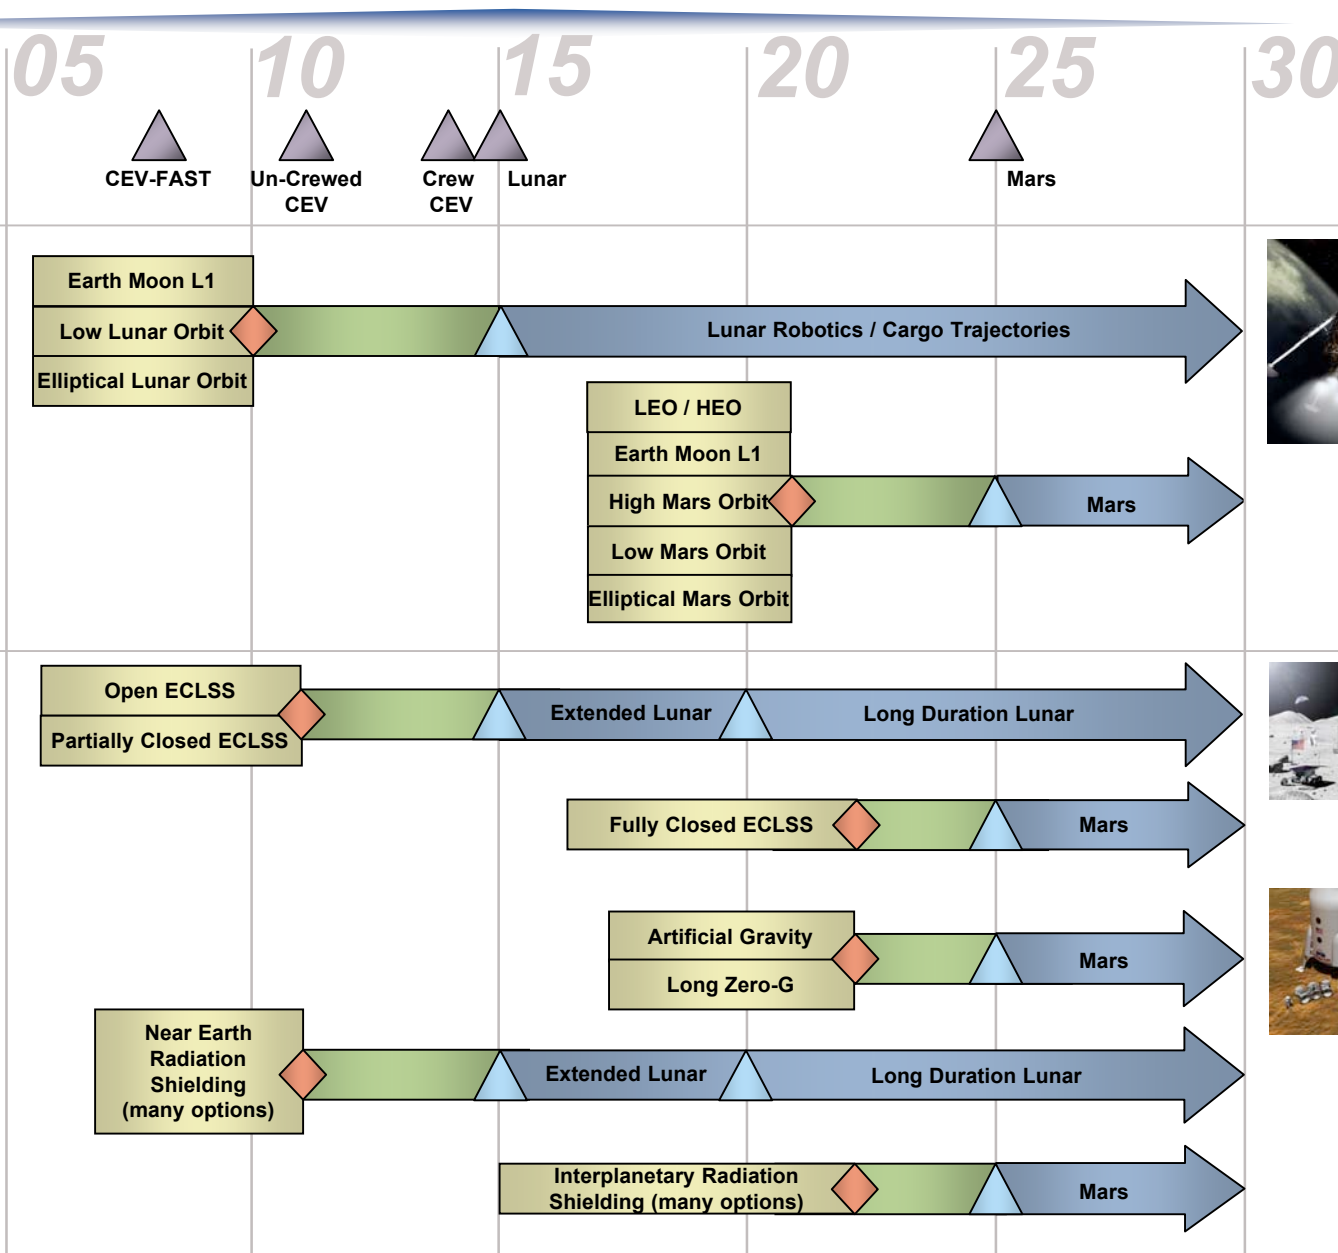 05 10 15 20 25 30
CEV-FAST
Un-Crewed
CEV
Crew
CEV
Lunar
Mars
Earth Moon L1
Low Lunar Orbit
Elliptical Lunar Orbit
Lunar Robotics / Cargo Trajectories
LEO / HEO
Earth Moon L1
High Mars Orbit
Low Mars Orbit
Elliptical Mars Orbit
Mars
Open ECLSS
Partially Closed ECLSS
Extended Lunar
Long Duration Lunar
Fully Closed ECLSS
Mars
Artificial Gravity
Long Zero-G
Mars
Near Earth
Radiation
Shielding
(many options)
Extended Lunar
Long Duration Lunar
Interplanetary Radiation
Shielding (many options)
Mars